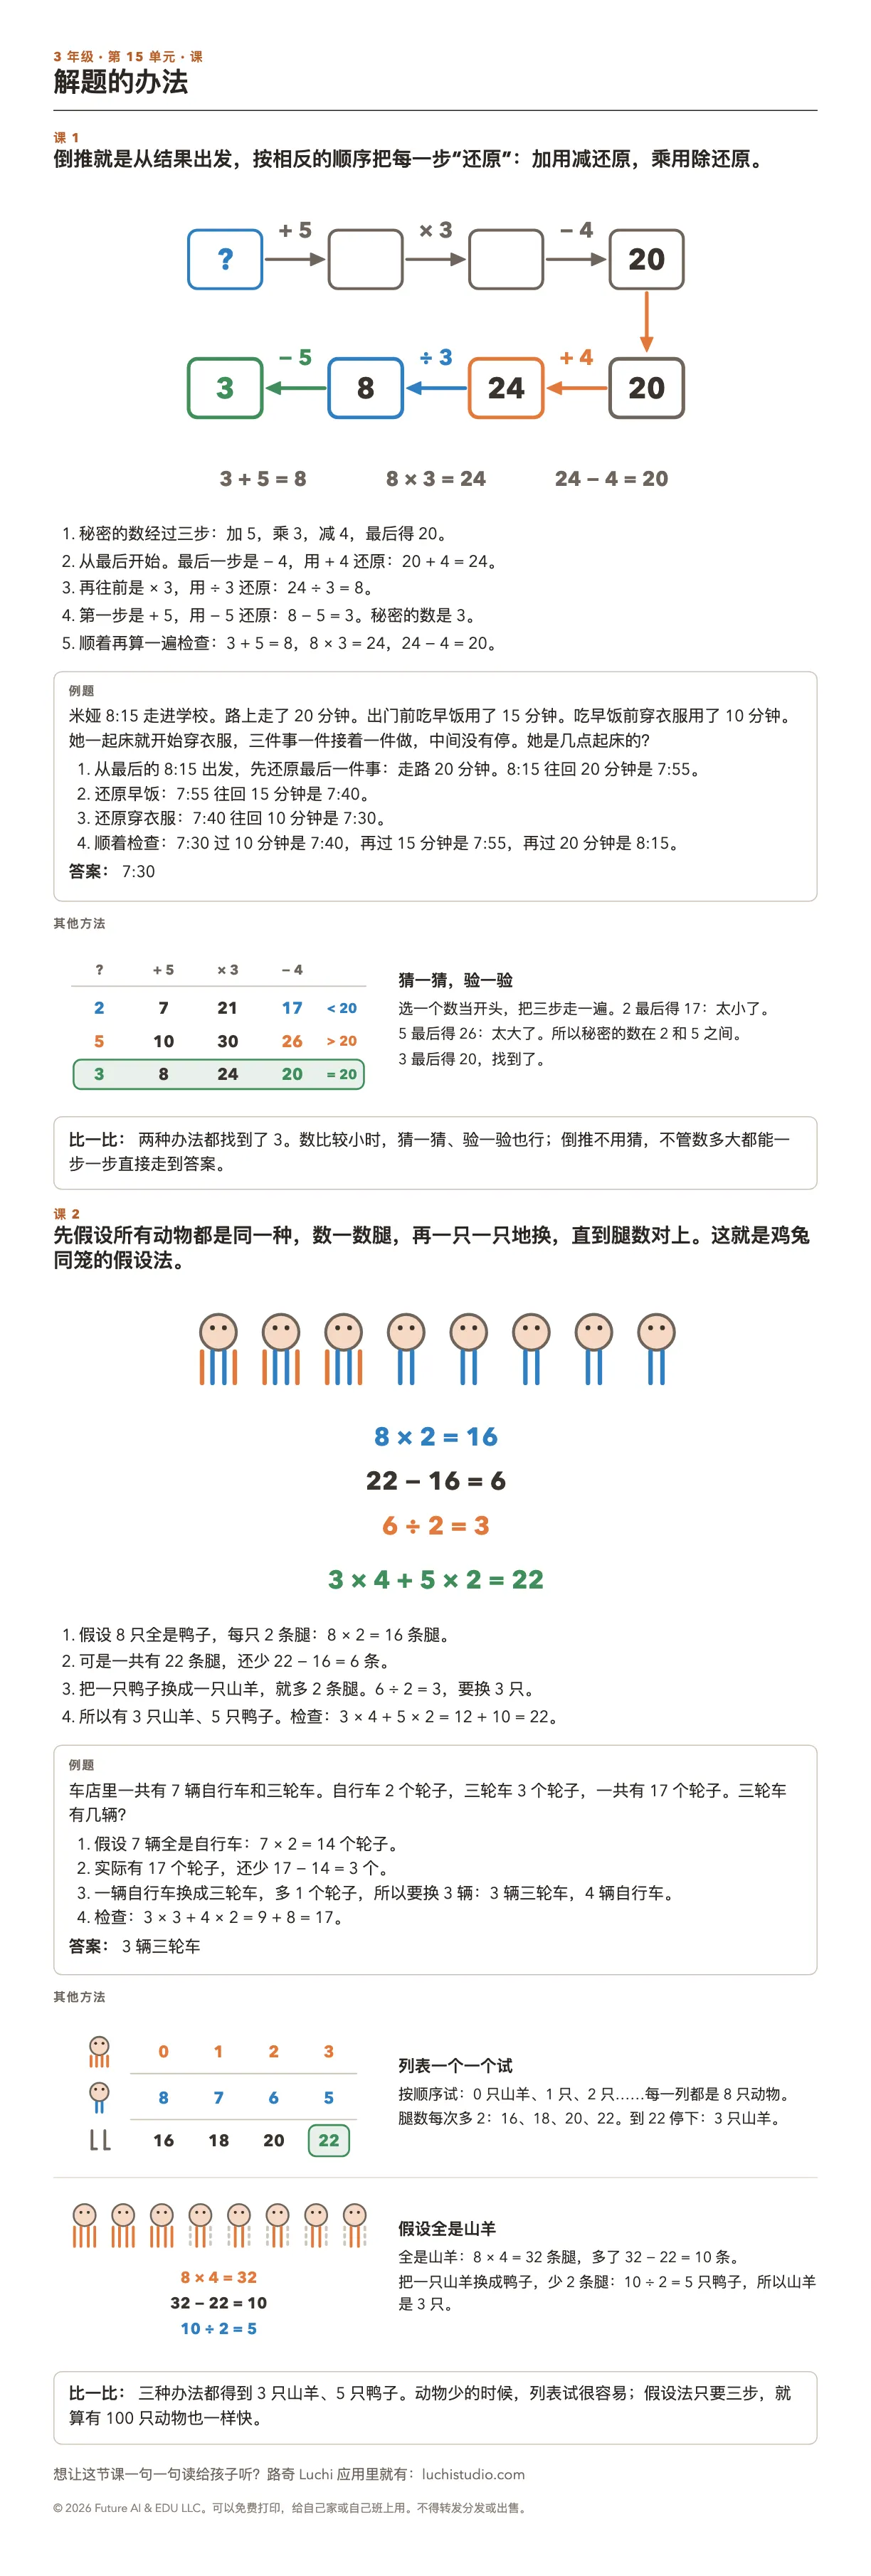 3 年级 · 第 15 单元 · 课
解题的办法
课 1
倒推就是从结果出发，按相反的顺序把每一步“还原”：加用减还原，乘用除还原。
+ 5 × 3 − 4
? 20
− 5 ÷ 3 + 4
3 8 24 20
3 + 5 = 8 8 × 3 = 24 24 − 4 = 20
1. 秘密的数经过三步：加 5，乘 3，减 4，最后得 20。
2. 从最后开始。最后一步是 − 4，用 + 4 还原：20 + 4 = 24。
3. 再往前是 × 3，用 ÷ 3 还原：24 ÷ 3 = 8。
4. 第一步是 + 5，用 − 5 还原：8 − 5 = 3。秘密的数是 3。
5. 顺着再算一遍检查：3 + 5 = 8，8 × 3 = 24，24 − 4 = 20。
例题
米娅 8:15 走进学校。路上走了 20 分钟。出门前吃早饭用了 15 分钟。吃早饭前穿衣服用了 10 分钟。
她一起床就开始穿衣服，三件事一件接着一件做，中间没有停。她是几点起床的?
1. 从最后的 8:15 出发，先还原最后一件事：走路 20 分钟。8:15 往回 20 分钟是 7:55。
2. 还原早饭：7:55 往回 15 分钟是 7:40。
3. 还原穿衣服：7:40 往回 10 分钟是 7:30。
4. 顺着检查：7:30 过 10 分钟是 7:40，再过 15 分钟是 7:55，再过 20 分钟是 8:15。
答案： 7:30
其他方法
? + 5 × 3 − 4
2 7 21 17 < 20
5 10 30 26 > 20
3 8 24 20 = 20
猜一猜，验一验
选一个数当开头，把三步走一遍。2 最后得 17：太小了。
5 最后得 26：太大了。所以秘密的数在 2 和 5 之间。
3 最后得 20，找到了。
比一比： 两种办法都找到了 3。数比较小时，猜一猜、验一验也行；倒推不用猜，不管数多大都能一
步一步直接走到答案。
课 2
先假设所有动物都是同一种，数一数腿，再一只一只地换，直到腿数对上。这就是鸡兔
同笼的假设法。
8 × 2 = 16
22 − 16 = 6
6 ÷ 2 = 3
3 × 4 + 5 × 2 = 22
1. 假设 8 只全是鸭子，每只 2 条腿：8 × 2 = 16 条腿。
2. 可是一共有 22 条腿，还少 22 − 16 = 6 条。
3. 把一只鸭子换成一只山羊，就多 2 条腿。6 ÷ 2 = 3，要换 3 只。
4. 所以有 3 只山羊、5 只鸭子。检查：3 × 4 + 5 × 2 = 12 + 10 = 22。
例题
车店里一共有 7 辆自行车和三轮车。自行车 2 个轮子，三轮车 3 个轮子，一共有 17 个轮子。三轮车
有几辆?
1. 假设 7 辆全是自行车：7 × 2 = 14 个轮子。
2. 实际有 17 个轮子，还少 17 − 14 = 3 个。
3. 一辆自行车换成三轮车，多 1 个轮子，所以要换 3 辆：3 辆三轮车，4 辆自行车。
4. 检查：3 × 3 + 4 × 2 = 9 + 8 = 17。
答案： 3 辆三轮车
其他方法
0 1 2 3
8 7 6 5
16 18 20 22
列表一个一个试
按顺序试：0 只山羊、1 只、2 只……每一列都是 8 只动物。
腿数每次多 2：16、18、20、22。到 22 停下：3 只山羊。
8 × 4 = 32
32 − 22 = 10
10 ÷ 2 = 5
假设全是山羊
全是山羊：8 × 4 = 32 条腿，多了 32 − 22 = 10 条。
把一只山羊换成鸭子，少 2 条腿：10 ÷ 2 = 5 只鸭子，所以山羊
是 3 只。
比一比： 三种办法都得到 3 只山羊、5 只鸭子。动物少的时候，列表试很容易；假设法只要三步，就
算有 100 只动物也一样快。
想让这节课一句一句读给孩子听？路奇 Luchi 应用里就有：luchistudio.com
© 2026 Future AI & EDU LLC。可以免费打印，给自己家或自己班上用。不得转发分发或出售。